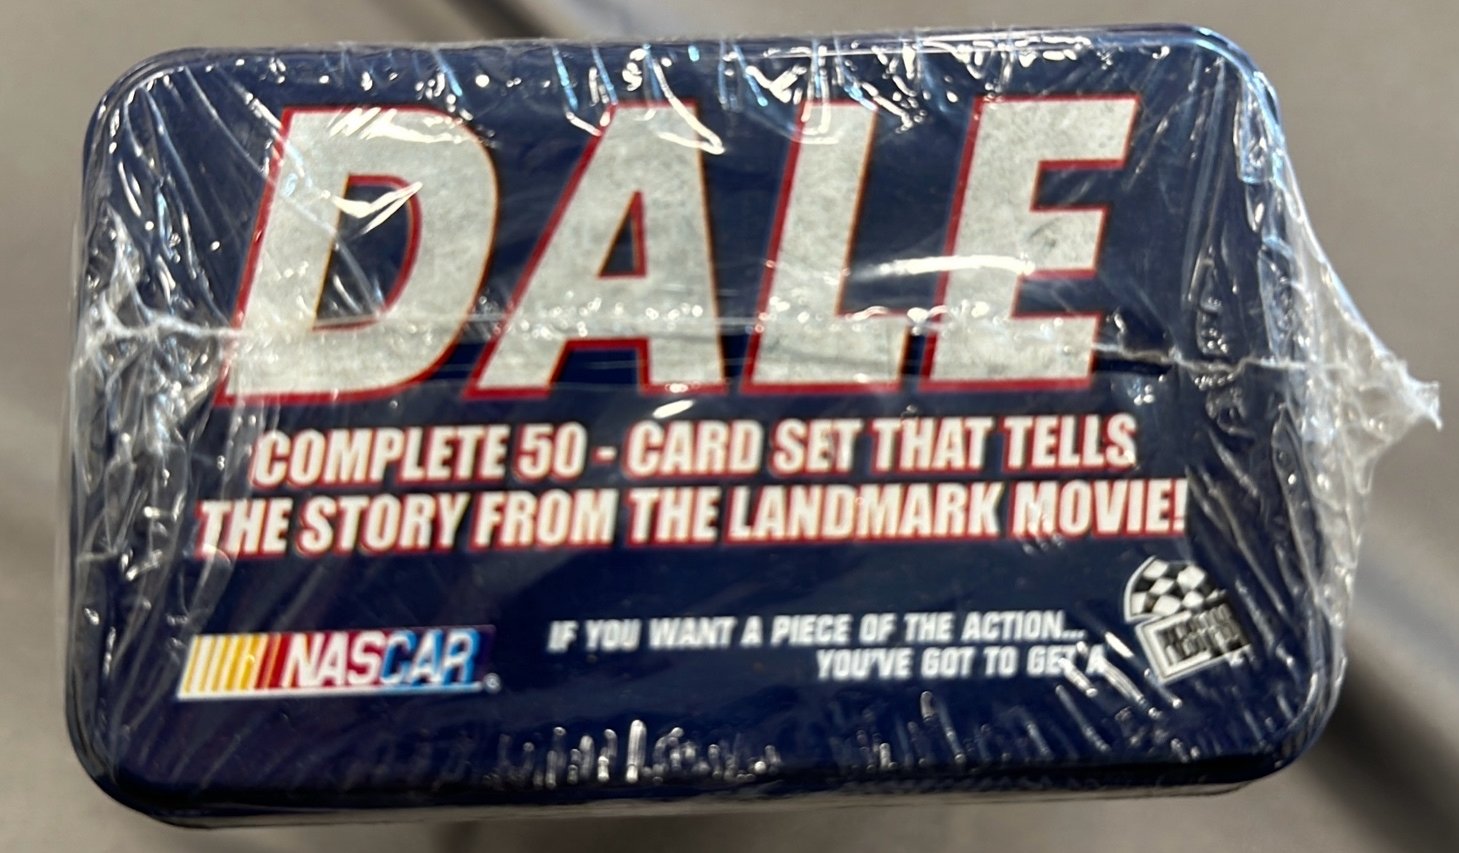 DALE
COMPLETE 50 - CARD SET THAT TELLS
THE STORY FROM THE LANDMARK MOVIE!
NASCAR
IF YOU WANT A PIECE OF THE ACTION...
YOU'VE GOT TO GET A